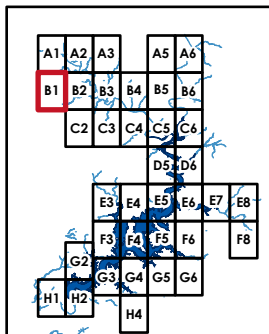 A1 A2 A3 A5 A6
B1 B2 B3 B4 B5 B6
C2 C3 C4 C5 C6
D5 D6
E3 E4 E5 E6 E7 E8
F3 F4 F5 F6 F8
G2
G3 G4 G5 G6
H1 H2
H4